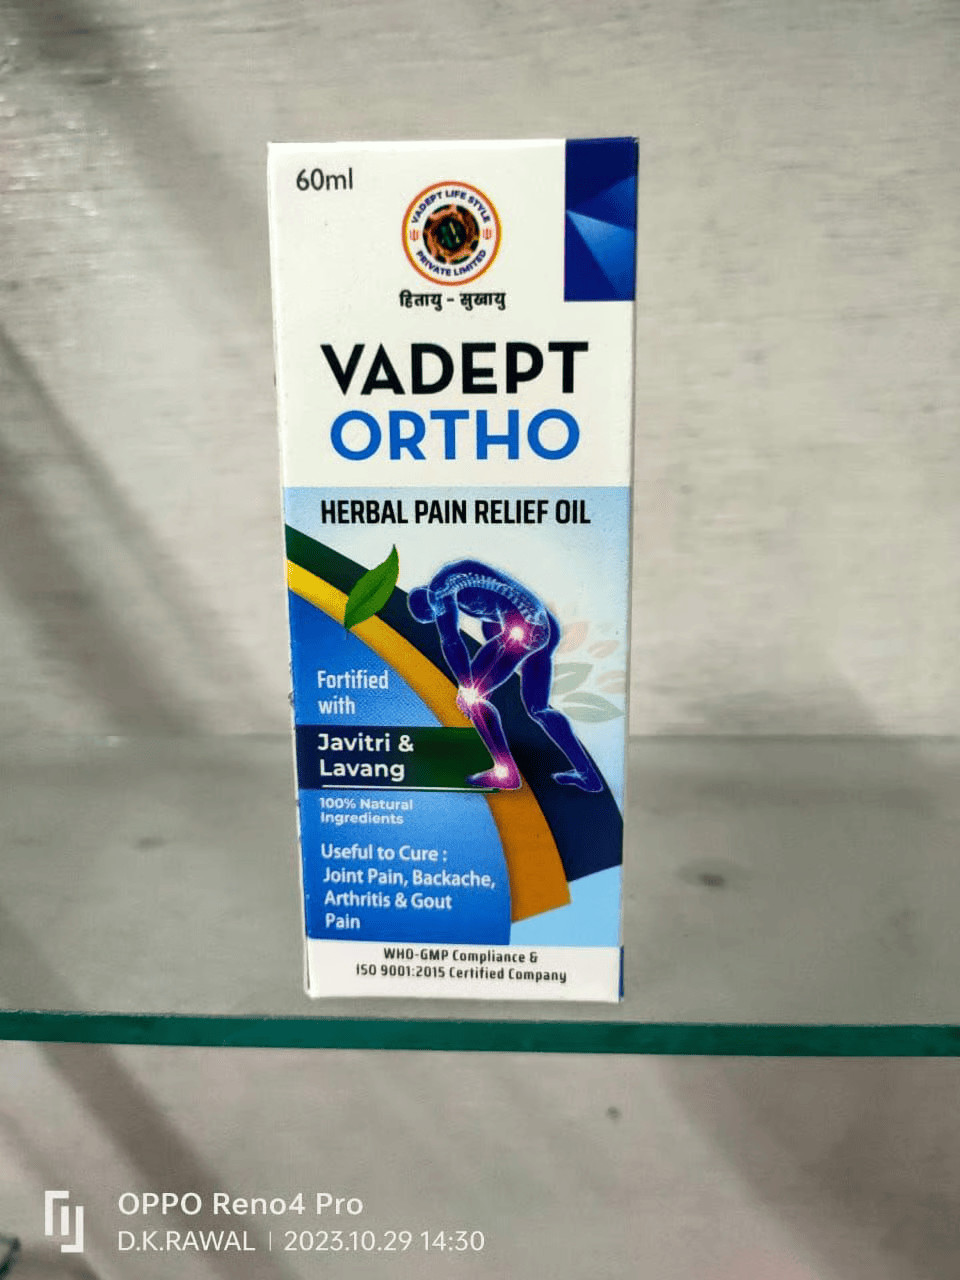 60ml
VADEPT LIFE STYLE
PRIVATE LIMITED
हितायु - सुखायु
VADEPT
ORTHO
HERBAL PAIN RELIEF OIL
Fortified
with
Javitri &
Lavang
100% Natural
Ingredients
Useful to Cure :
Joint Pain, Backache,
Arthritis & Gout
Pain
WHO-GMP Compliance &
ISO 9001:2015 Certified Company
OPPO Reno4 Pro
D.K.RAWAL | 2023.10.29 14:30